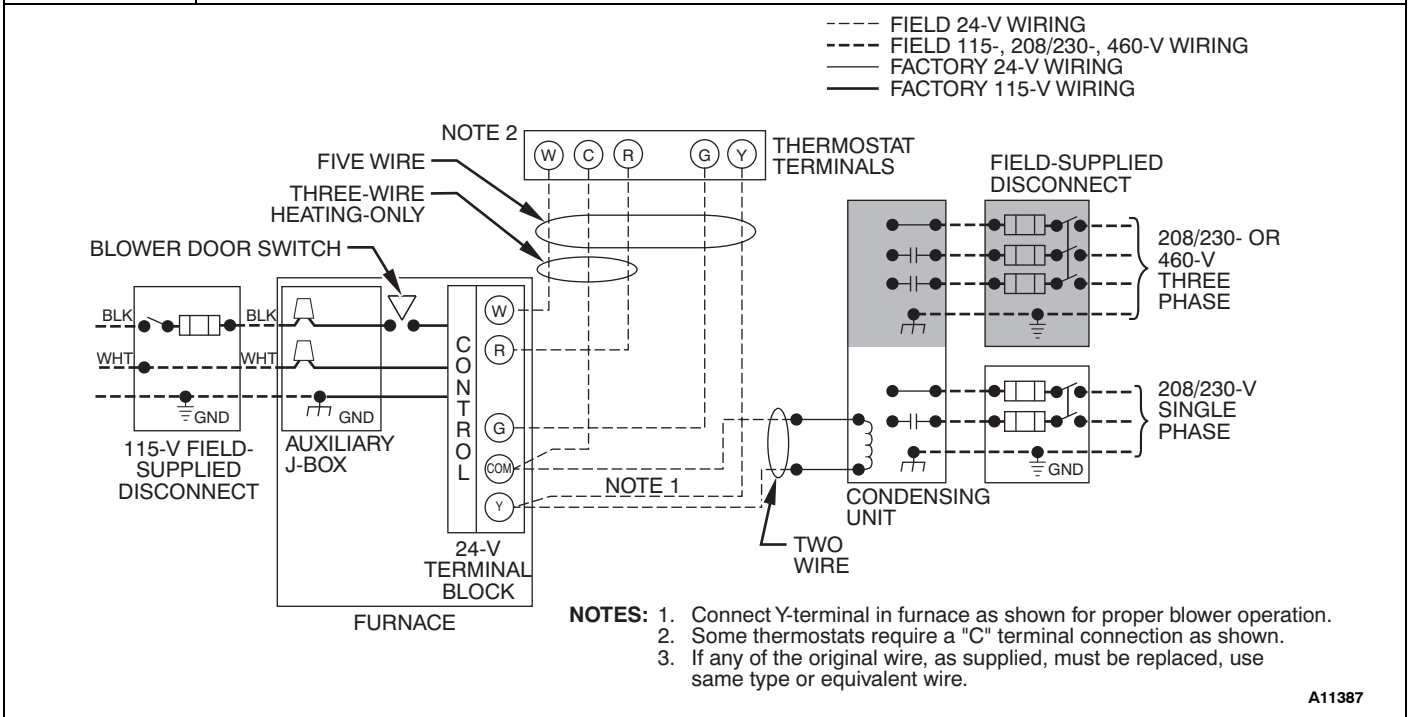 FIELD 24-V WIRING
FIELD 115-, 208/230-, 460-V WIRING
FACTORY 24-V WIRING
FACTORY 115-V WIRING
NOTE 2
W C R G Y
THERMOSTAT
TERMINALS
FIVE WIRE
THREE-WIRE
HEATING-ONLY
BLOWER DOOR SWITCH
FIELD-SUPPLIED
DISCONNECT
208/230- OR
460-V
THREE
PHASE
BLK
BLK
WHT
WHT
GND
GND
115-V FIELD-
SUPPLIED
DISCONNECT
AUXILIARY
J-BOX
CONTROL
W
R
G
COM
Y
24-V
TERMINAL
BLOCK
FURNACE
NOTE 1
TWO
WIRE
CONDENSING
UNIT
208/230-V
SINGLE
PHASE
GND
NOTES: 1. Connect Y-terminal in furnace as shown for proper blower operation.
2. Some thermostats require a "C" terminal connection as shown.
3. If any of the original wire, as supplied, must be replaced, use
same type or equivalent wire.
A11387